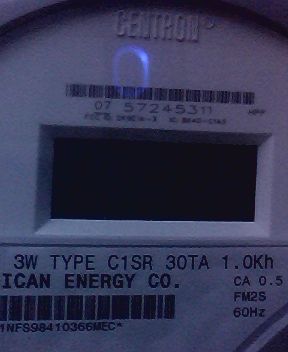 CENTRON
07 57245311
3W TYPE C1SR 30TA 1.0Kh
ICAN ENERGY CO. CA 0.5
FM2S
60Hz
1NFS98410366MEC*